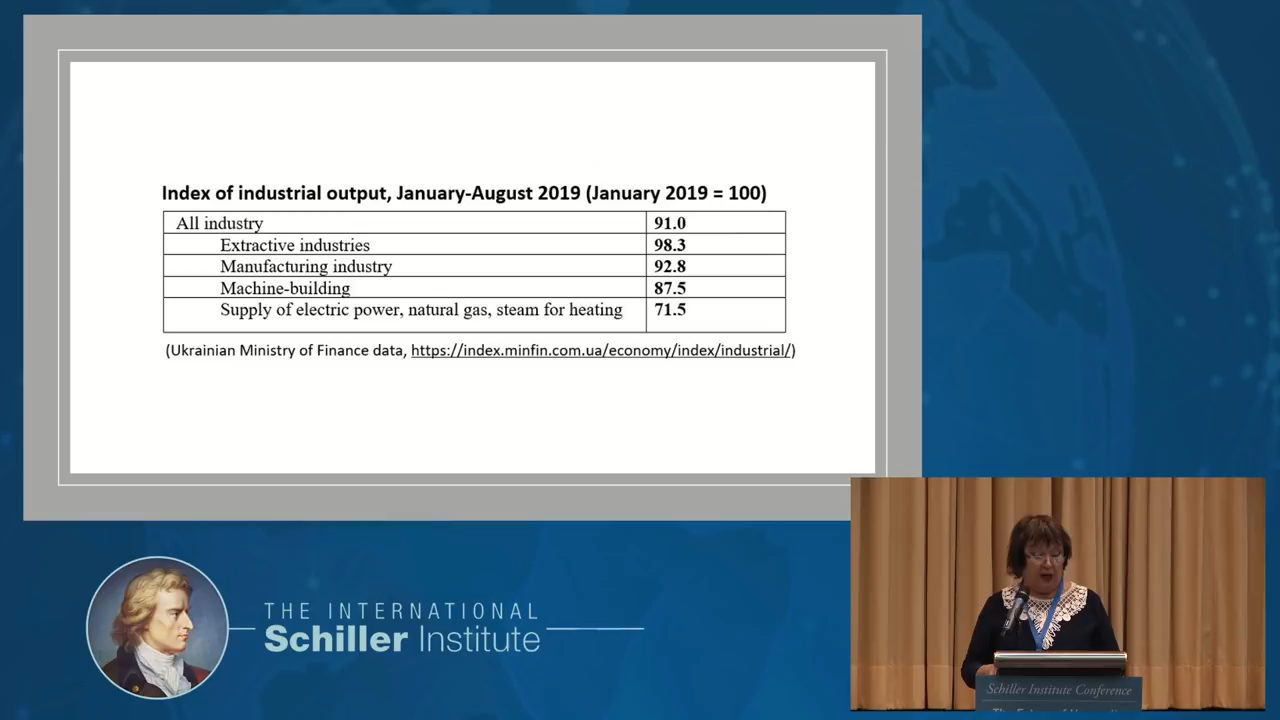 Index of industrial output, January-August 2019 (January 2019 = 100)
All industry 91.0
Extractive industries 98.3
Manufacturing industry 92.8
Machine-building 87.5
Supply of electric power, natural gas, steam for heating 71.5
(Ukrainian Ministry of Finance data, https://index.minfin.com.ua/economy/index/industrial/)
THE INTERNATIONAL
Schiller Institute
Schiller Institute Conference